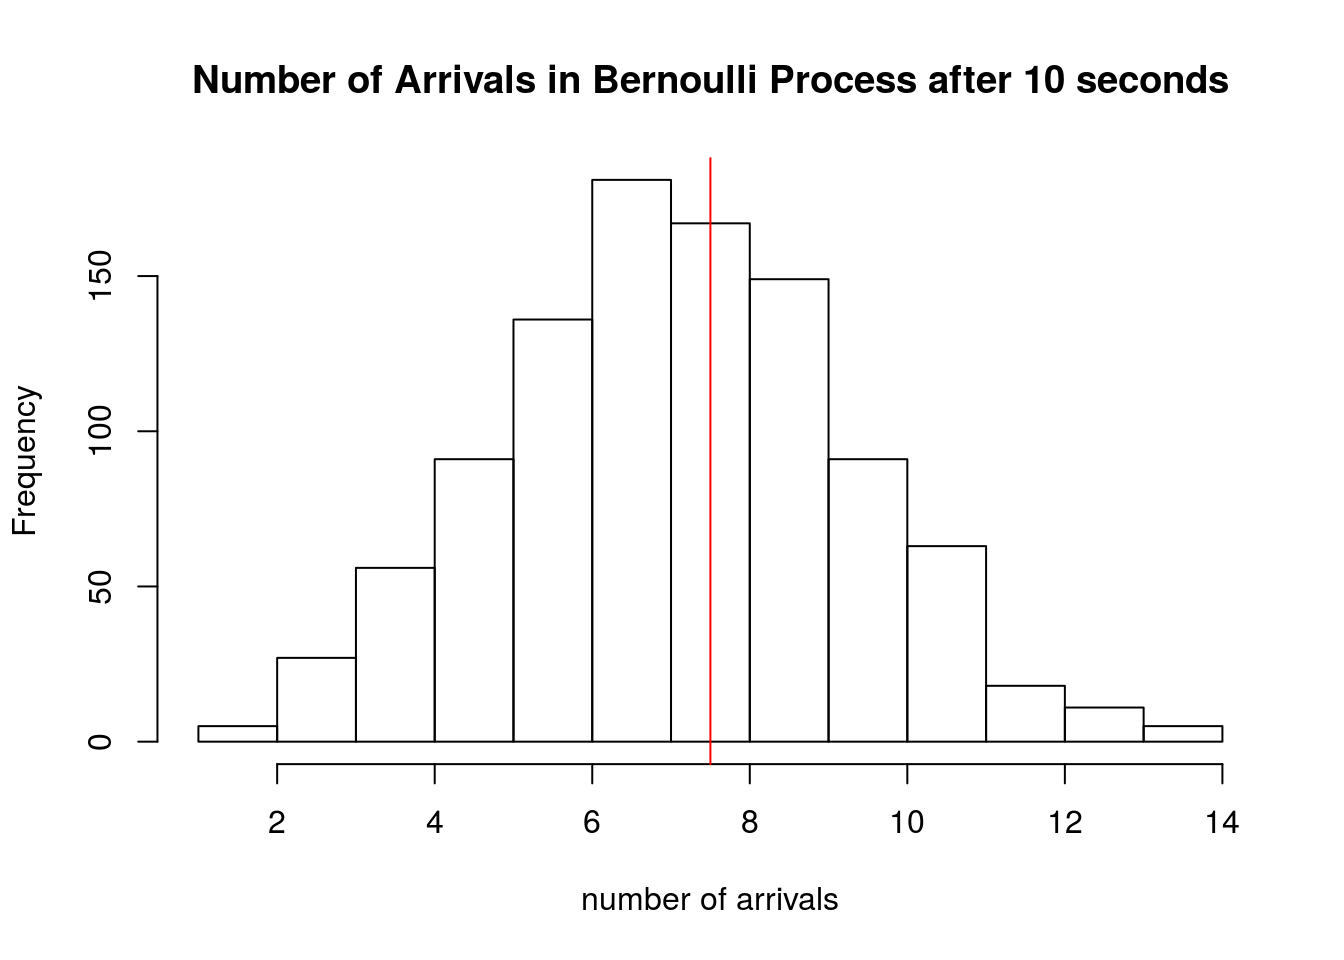 Number of Arrivals in Bernoulli Process after 10 seconds
Frequency
150
100
50
0
2 4 6 8 10 12 14
number of arrivals